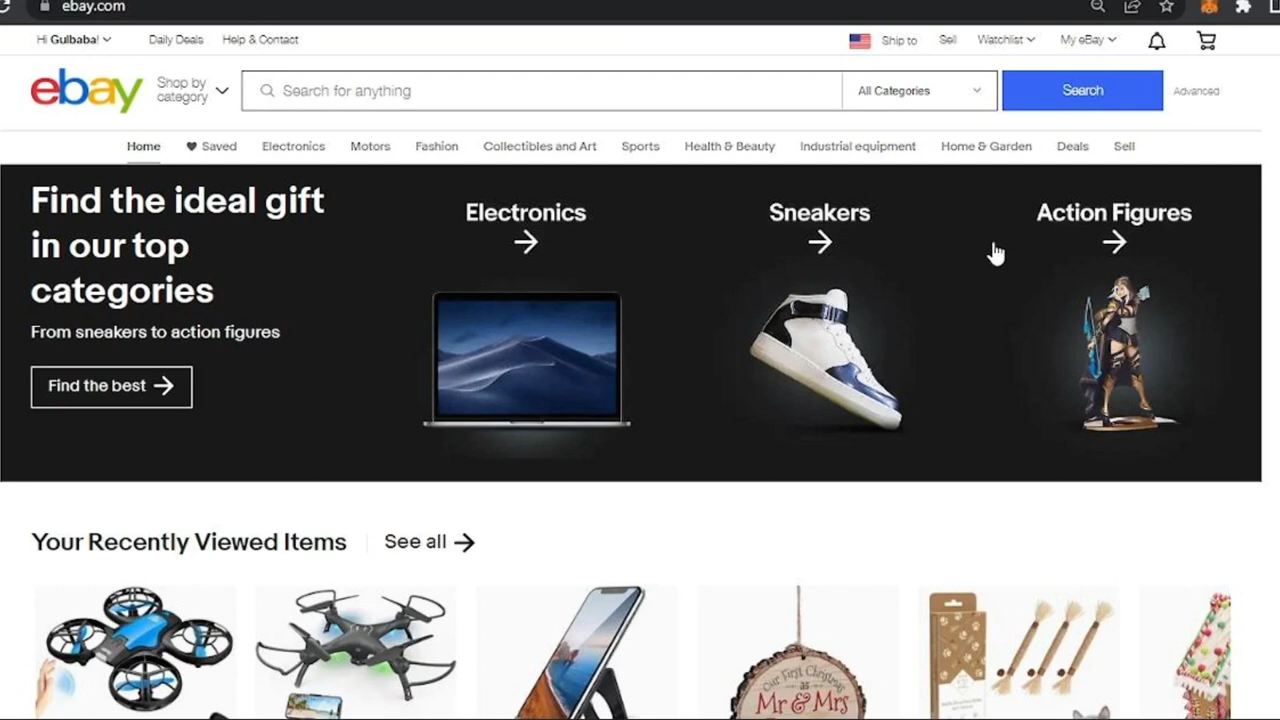 ebay.com
Hi Gulbaba! Daily Deals Help & Contact Ship to Sell Watchlist My eBay
ebay Shop by category Search for anything All Categories Search Advanced
Home Saved Electronics Motors Fashion Collectibles and Art Sports Health & Beauty Industrial equipment Home & Garden Deals Sell
Find the ideal gift
in our top
categories
From sneakers to action figures
Find the best
Electronics
Sneakers
Action Figures
Your Recently Viewed Items See all
Our First Christmas
as
Mr & Mrs